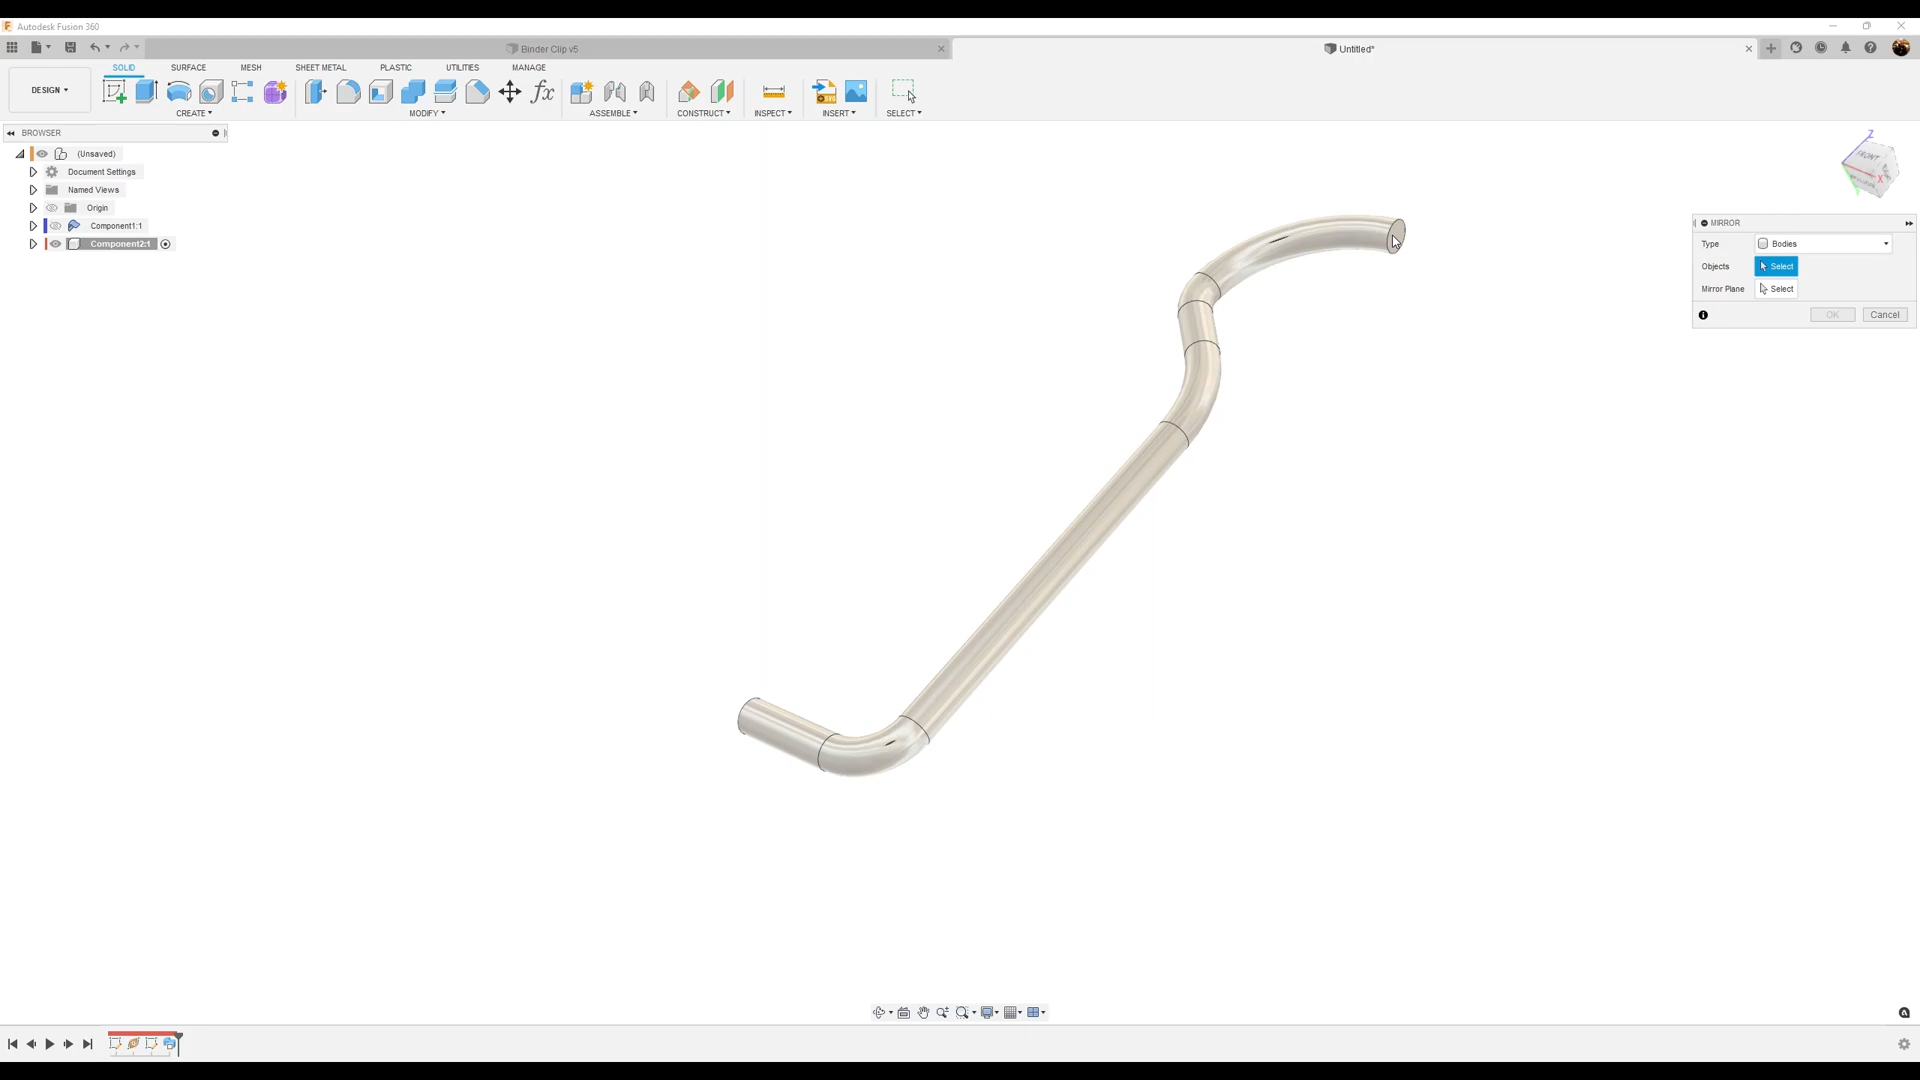 Autodesk Fusion 360
Binder Clip v5
Untitled*
SOLID SURFACE MESH SHEET METAL PLASTIC UTILITIES MANAGE
DESIGN
CREATE MODIFY ASSEMBLE CONSTRUCT INSPECT INSERT SELECT
BROWSER
(Unsaved)
Document Settings
Named Views
Origin
Component1:1
Component2:1
Z
FRONT
X
MIRROR
Type Bodies
Objects Select
Mirror Plane Select
OK Cancel